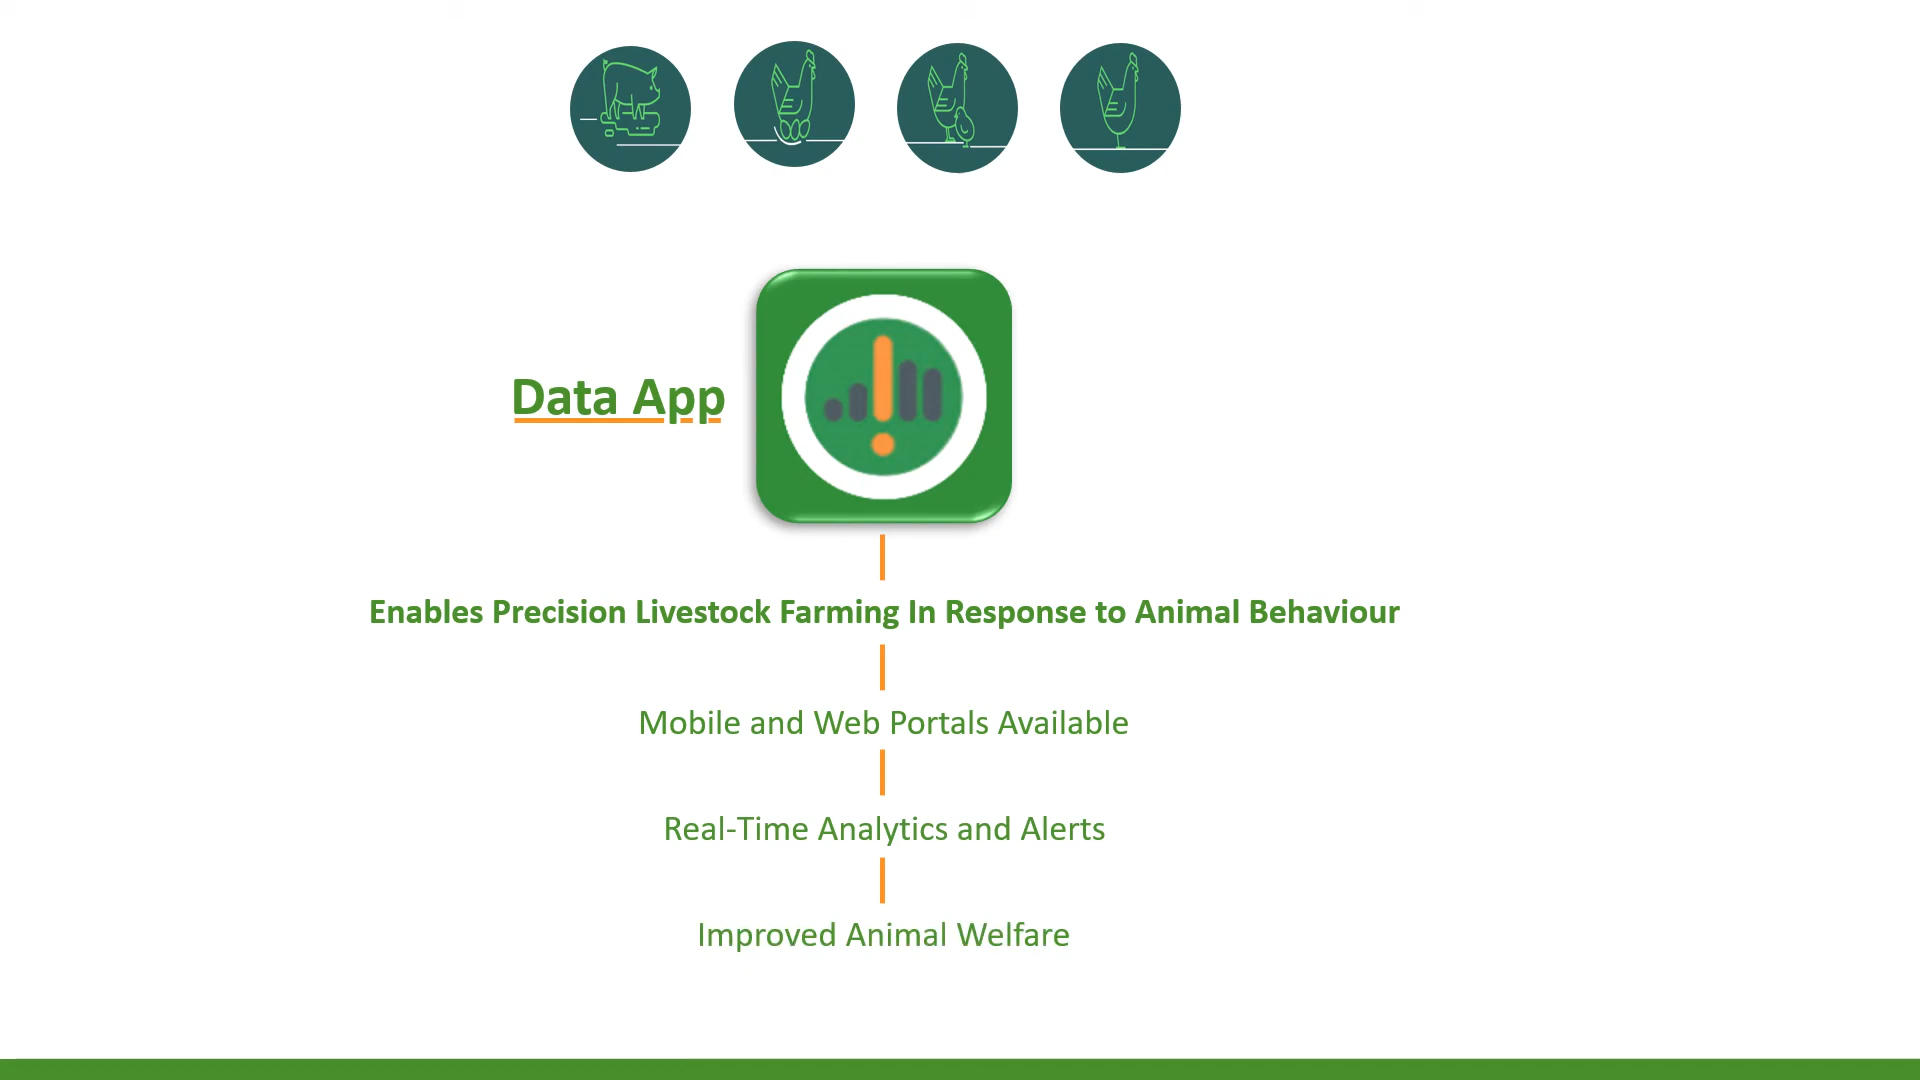 Data App
Enables Precision Livestock Farming In Response to Animal Behaviour
Mobile and Web Portals Available
Real-Time Analytics and Alerts
Improved Animal Welfare